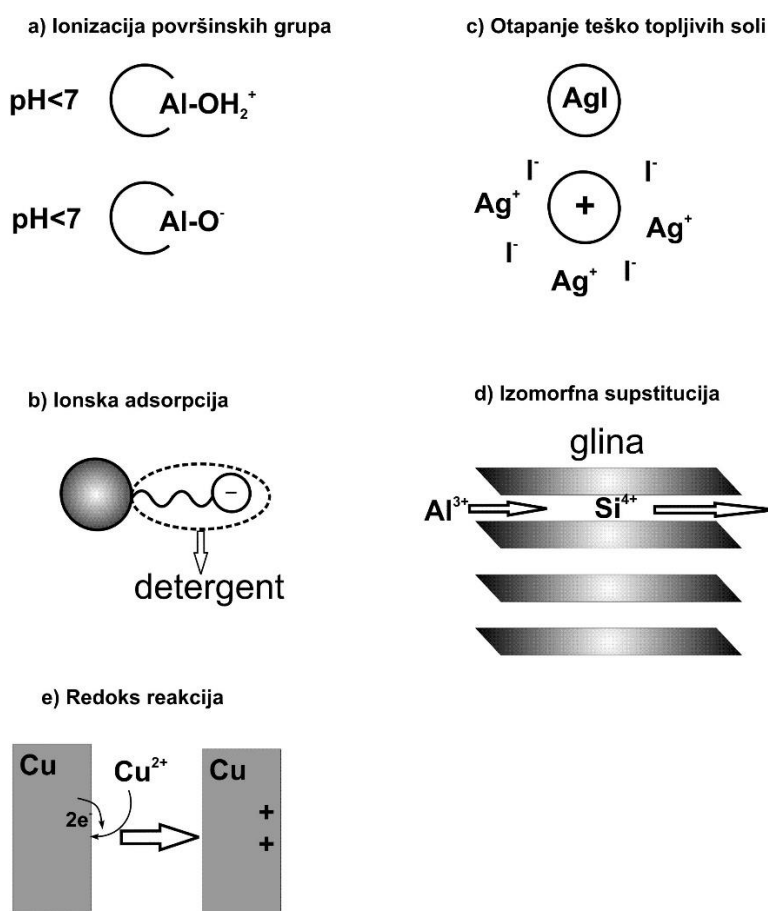 a) Ionizacija površinskih grupa
pH<7 Al-OH₂⁺
pH<7 Al-O⁻
c) Otapanje teško topljivih soli
AgI
I⁻ I⁻
Ag⁺ + Ag⁺
I⁻ Ag⁺ I⁻
b) Ionska adsorpcija
−
detergent
d) Izomorfna supstitucija
glina
Al³⁺ Si⁴⁺
e) Redoks reakcija
Cu Cu²⁺ Cu
2e⁻ +
+